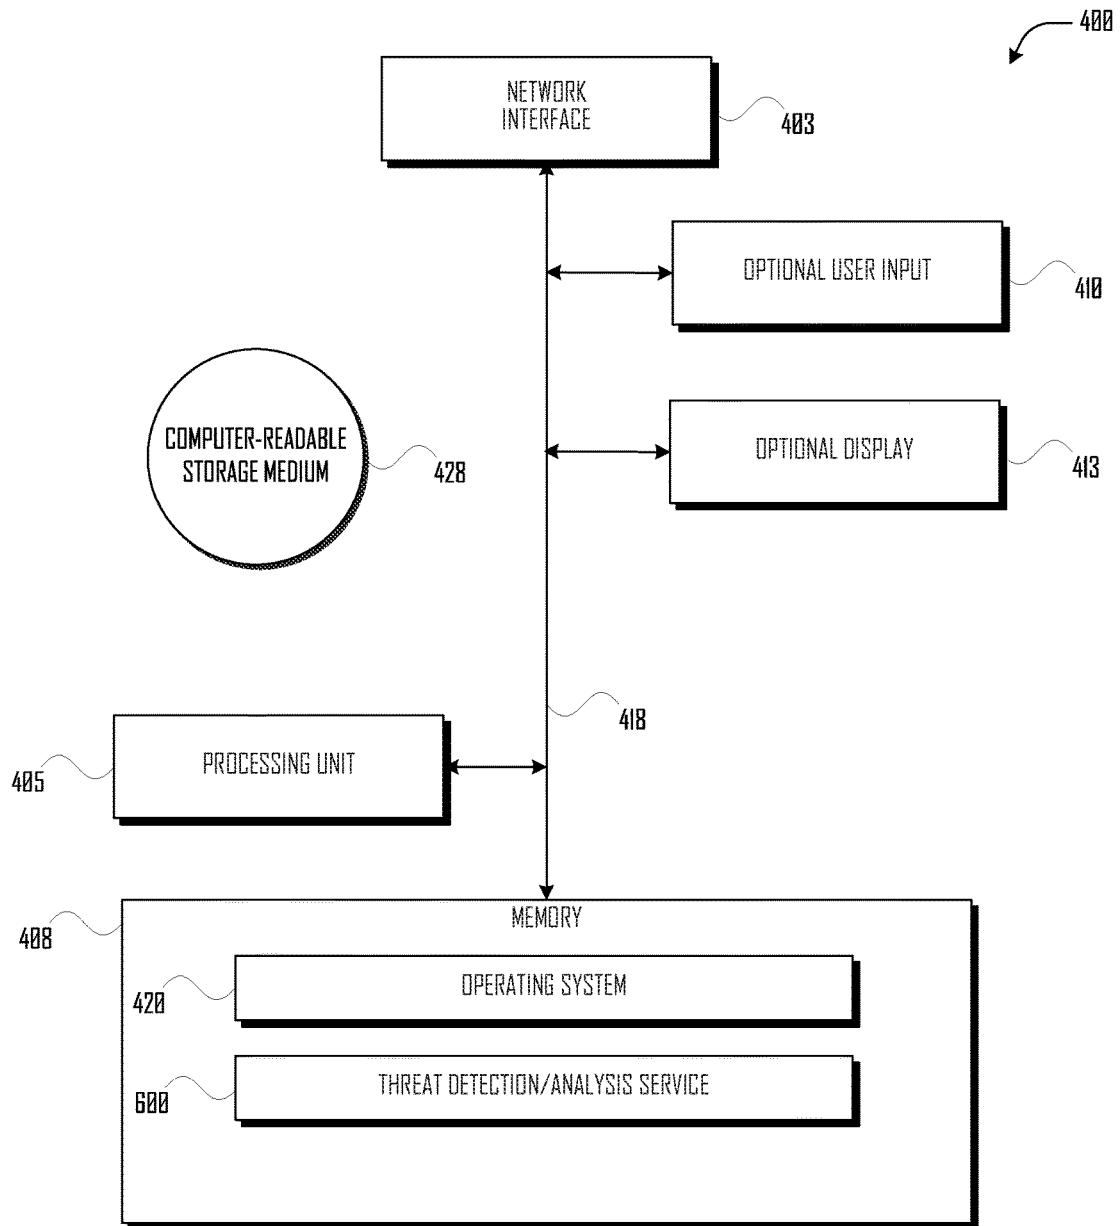 400
NETWORK
INTERFACE
403
OPTIONAL USER INPUT
410
COMPUTER-READABLE
STORAGE MEDIUM
428
OPTIONAL DISPLAY
413
418
PROCESSING UNIT
405
MEMORY
408
OPERATING SYSTEM
420
THREAT DETECTION/ANALYSIS SERVICE
600